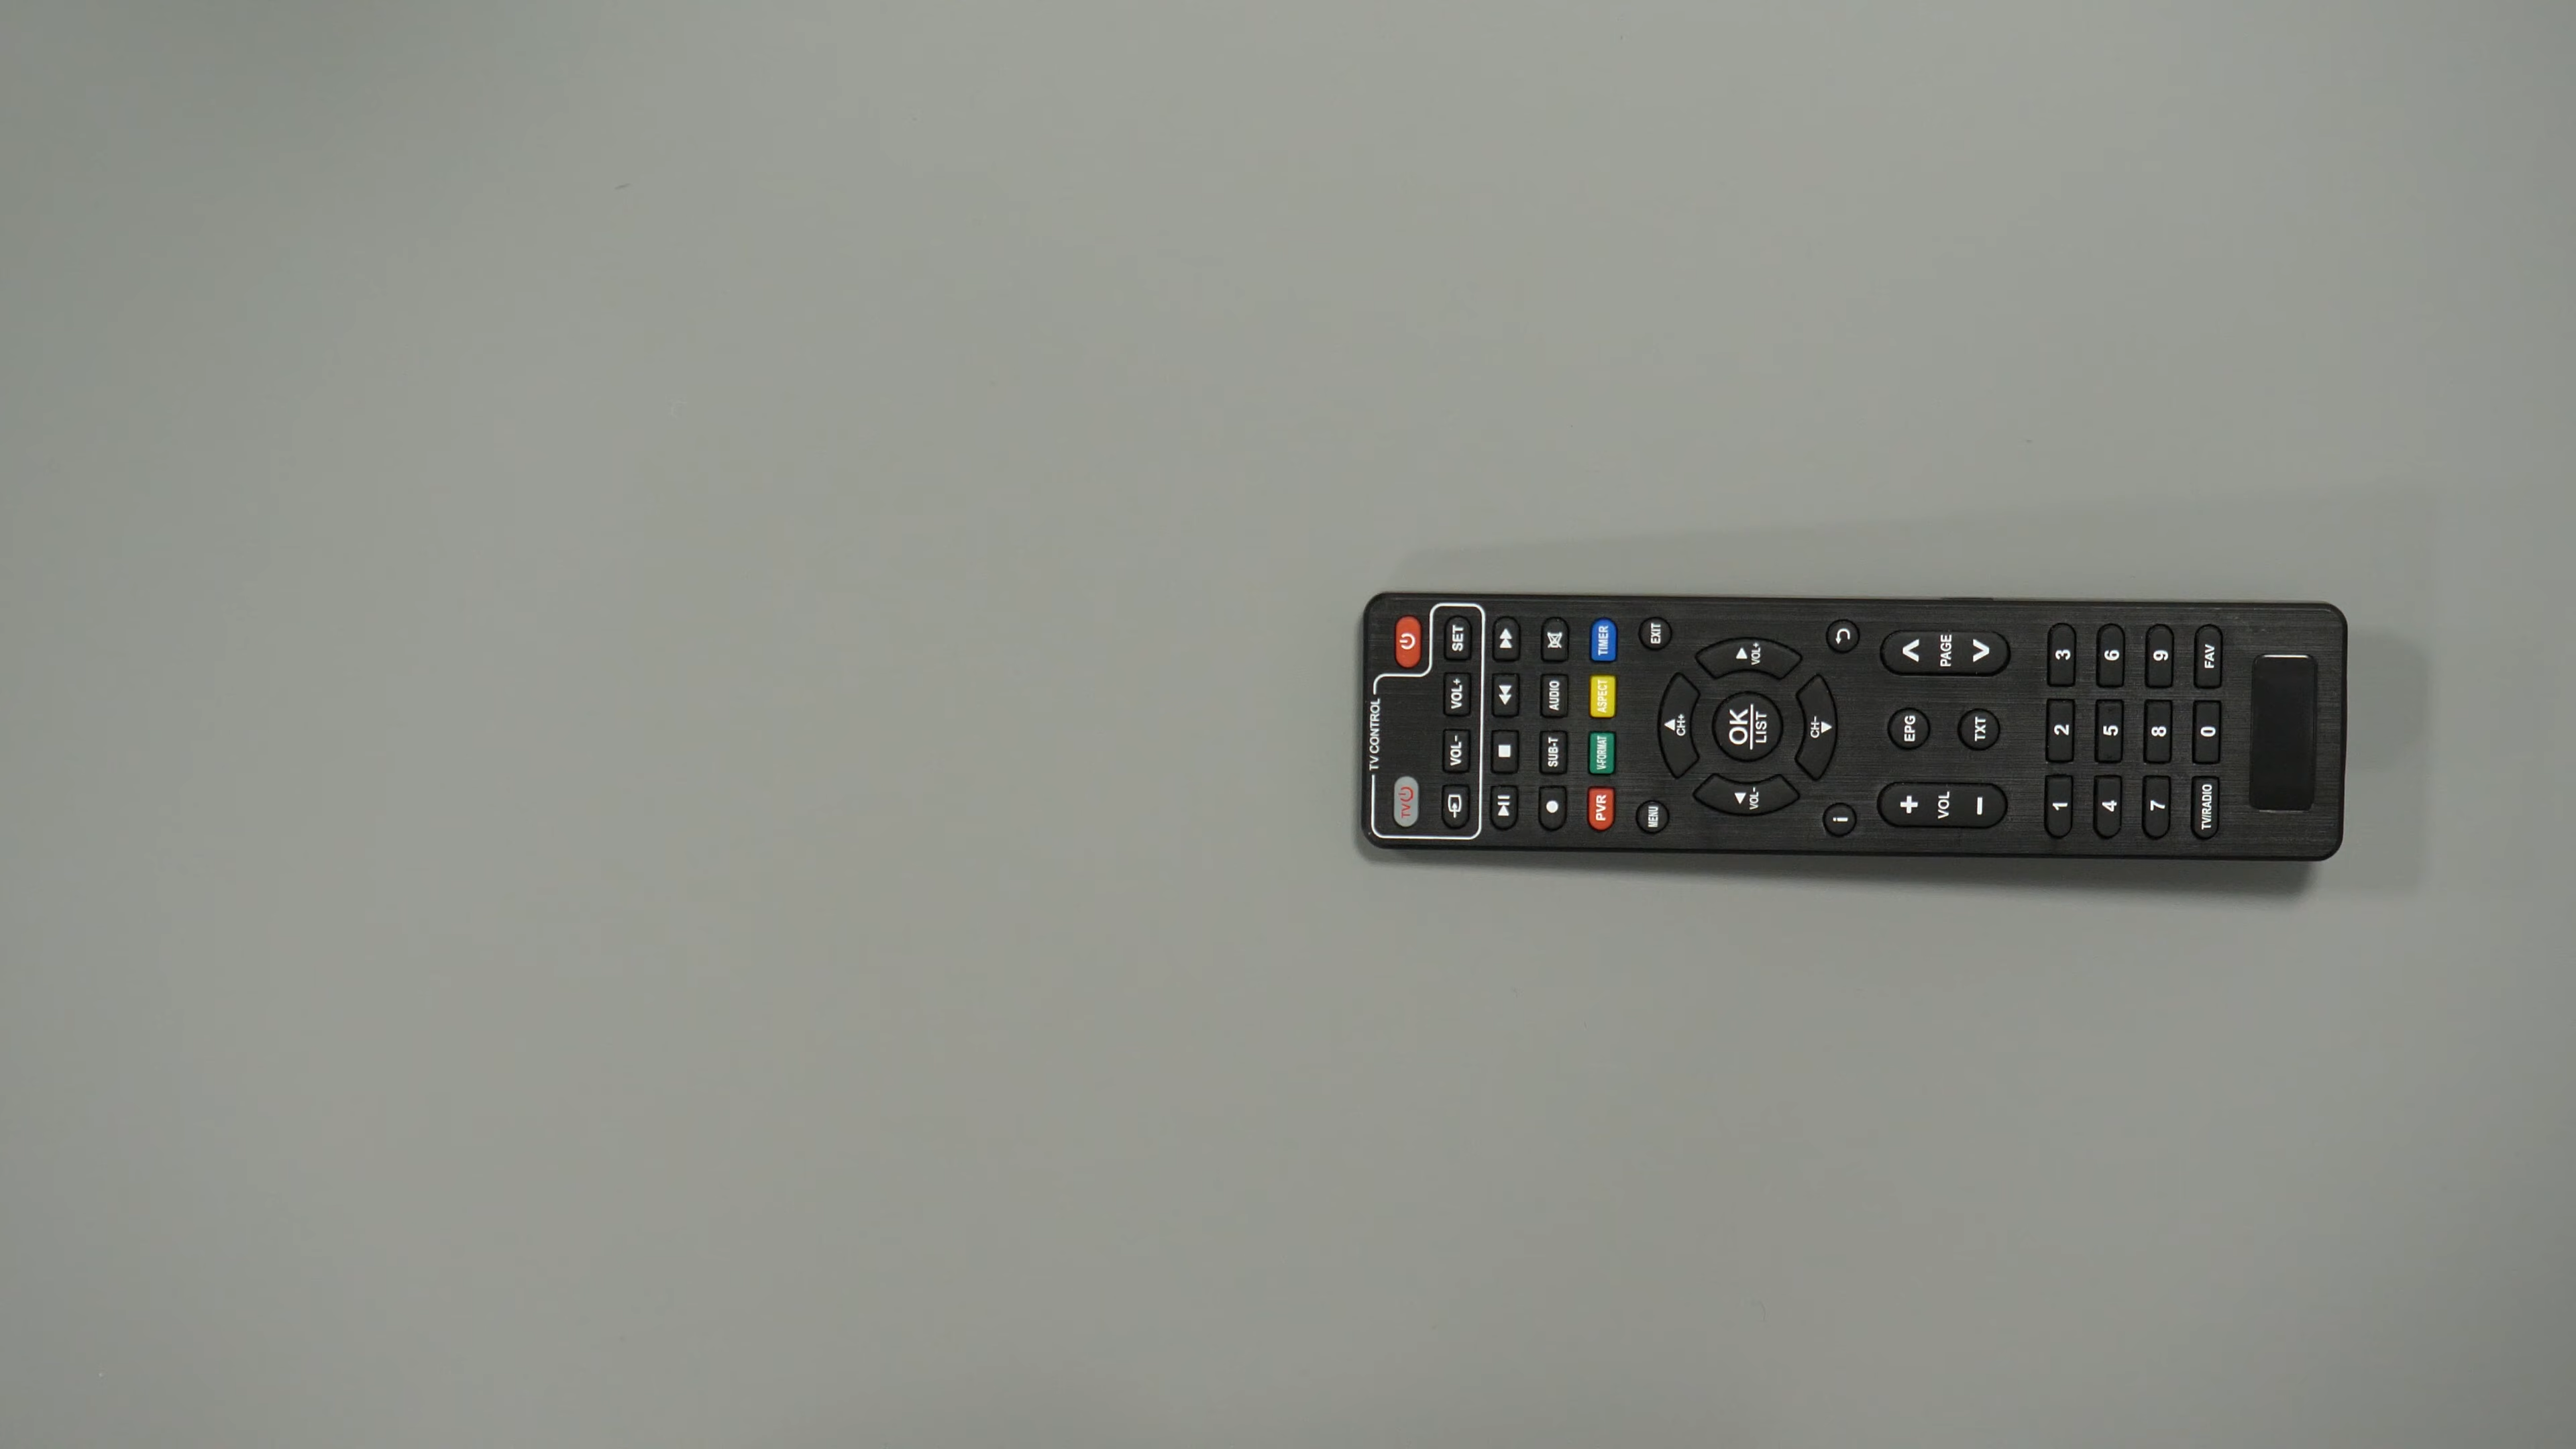 TV CONTROL
TV
VOL- VOL+ SET
SUB-T AUDIO
PVR V-FORMAT ASPECT TIMER
MENU EXIT
CH+
VOL- OK VOL+
LIST
CH-
i
+ EPG
VOL PAGE
- TXT
1 2 3
4 5 6
7 8 9
TV/RADIO 0 FAV